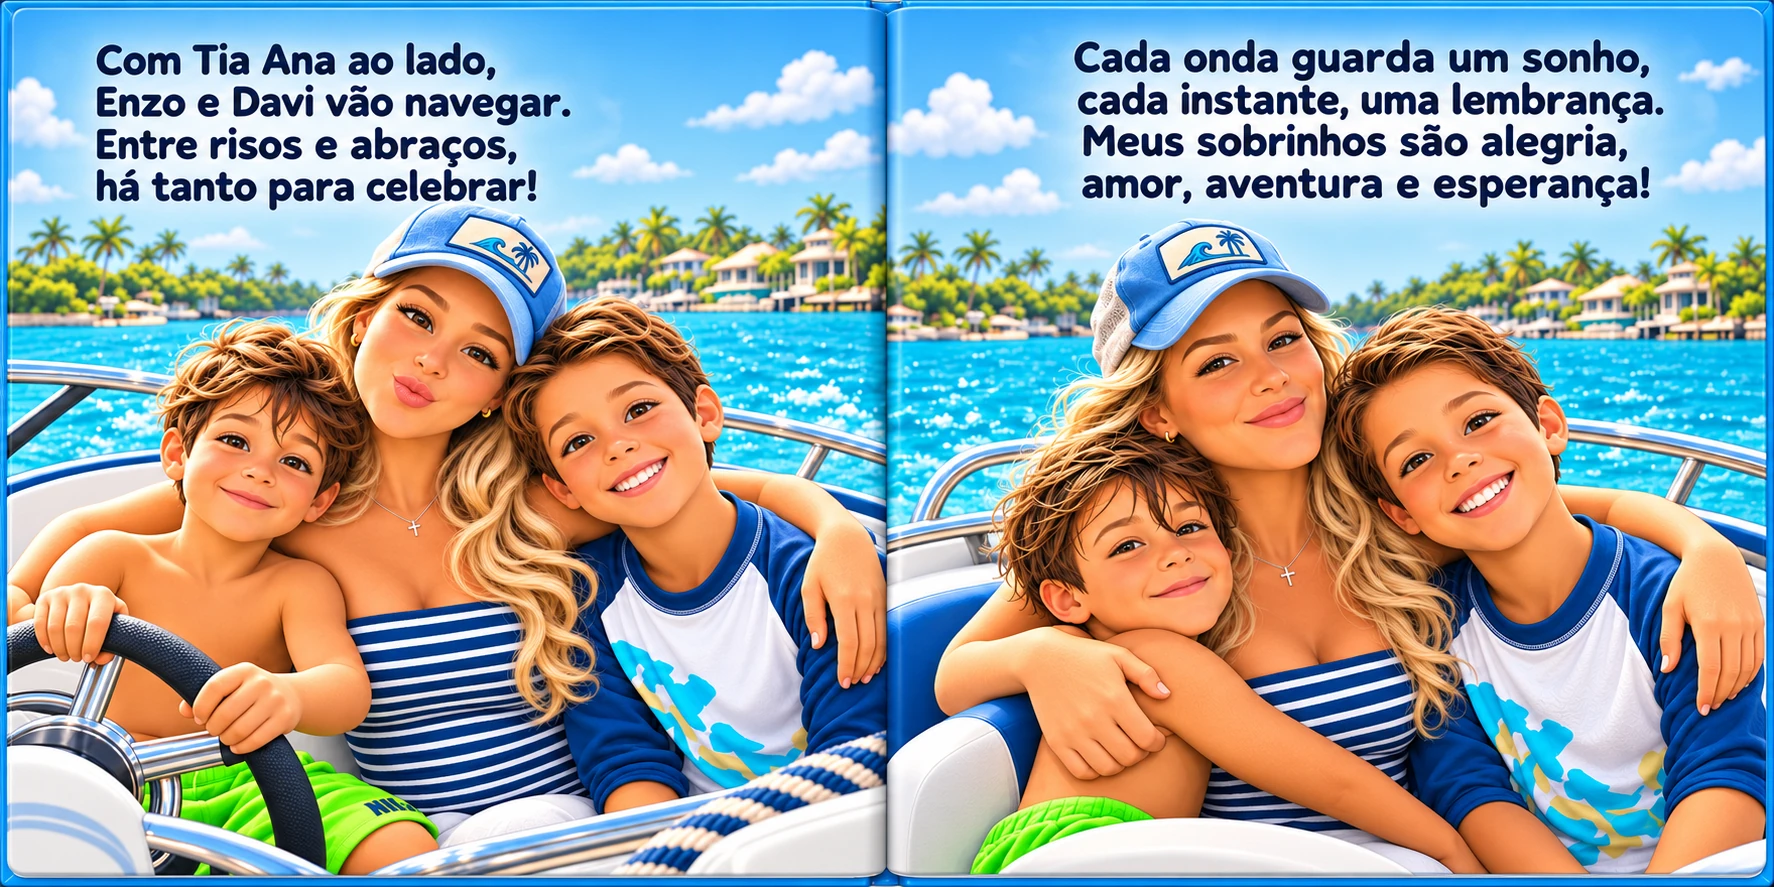 Com Tia Ana ao lado,
Enzo e Davi vão navegar.
Entre risos e abraços,
há tanto para celebrar!
Cada onda guarda um sonho,
cada instante, uma lembrança.
Meus sobrinhos são alegria,
amor, aventura e esperança!